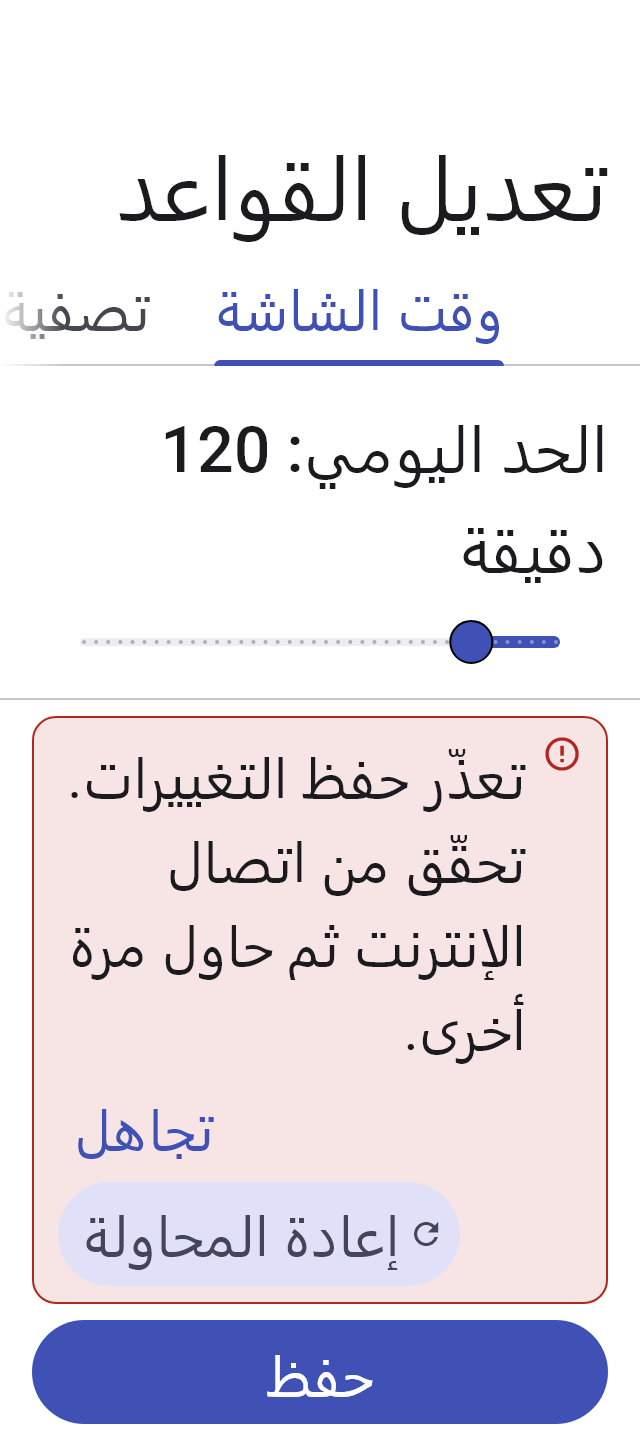 تعديل القواعد
وقت الشاشة
تصفية
الحد اليومي: 120
دقيقة
تعذّر حفظ التغييرات.
تحقّق من اتصال
الإنترنت ثم حاول مرة
أخرى.
تجاهل
إعادة المحاولة
حفظ